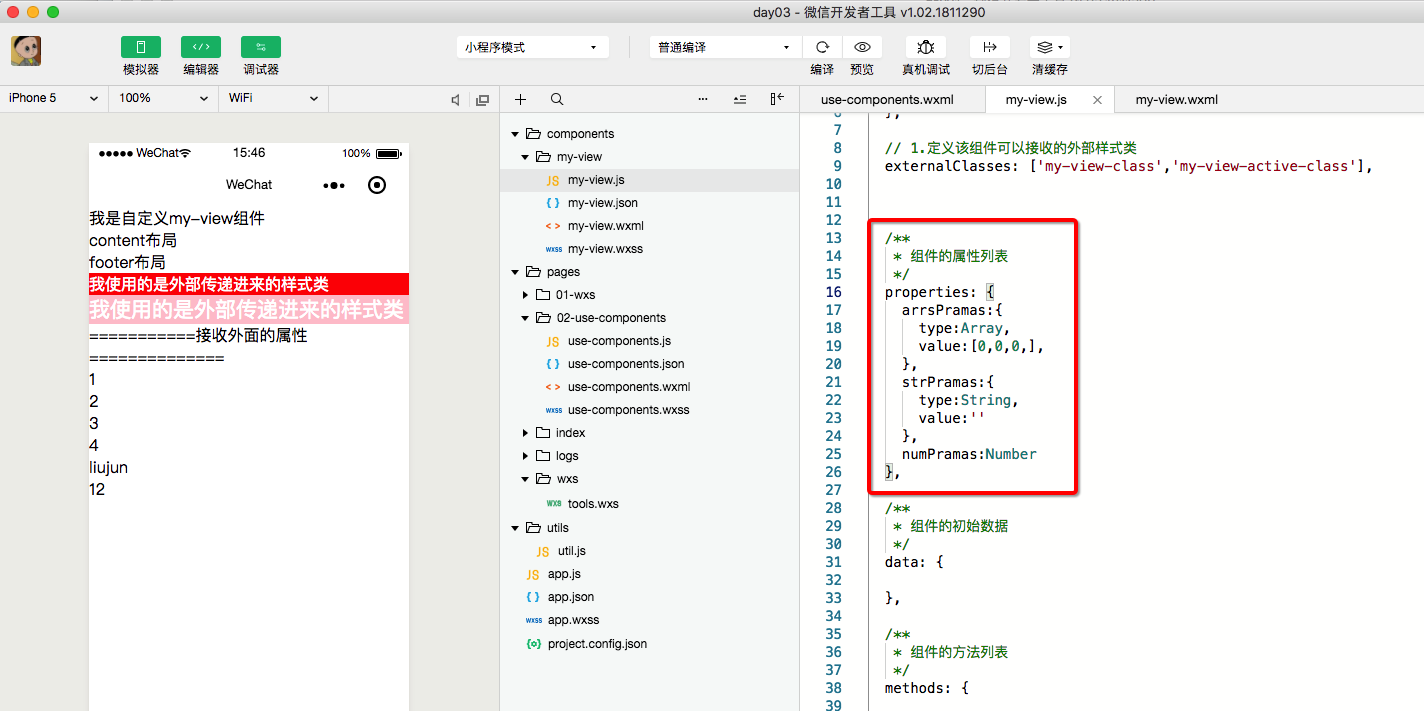 day03 - 微信开发者工具 v1.02.1811290
模拟器
编辑器
调试器
小程序模式
普通编译
编译
预览
真机调试
切后台
清缓存
iPhone 5
100%
WiFi
WeChat
15:46
100%
WeChat
我是自定义my-view组件
content布局
footer布局
我使用的是外部传递进来的样式类
我使用的是外部传递进来的样式类
===========接收外面的属性
==============
1
2
3
4
liujun
12
components
my-view
JS my-view.js
{ } my-view.json
< > my-view.wxml
wxss my-view.wxss
pages
01-wxs
02-use-components
JS use-components.js
{ } use-components.json
< > use-components.wxml
wxss use-components.wxss
index
logs
wxs
wxs tools.wxs
utils
JS util.js
JS app.js
{ } app.json
wxss app.wxss
project.config.json
use-components.wxml
my-view.js
my-view.wxml
6 },
7
8 // 1.定义该组件可以接收的外部样式类
9 externalClasses: ['my-view-class','my-view-active-class'],
10
11
12
13 /**
14 * 组件的属性列表
15 */
16 properties: {
17 arrsPramas:{
18 type:Array,
19 value:[0,0,0,],
20 },
21 strPramas:{
22 type:String,
23 value:''
24 },
25 numPramas:Number
26 },
27
28 /**
29 * 组件的初始数据
30 */
31 data: {
32
33 },
34
35 /**
36 * 组件的方法列表
37 */
38 methods: {
39